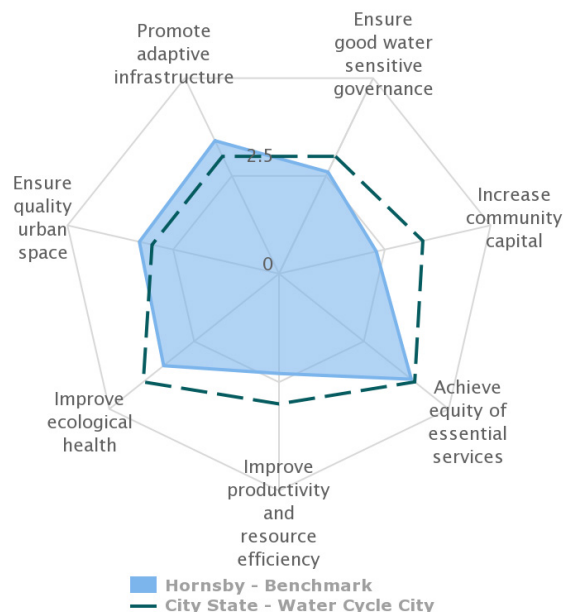 Promote
adaptive
infrastructure
Ensure
good water
sensitive
governance
2.5
Ensure
quality
urban
space
Increase
community
capital
0
Improve
ecological
health
Achieve
equity of
essential
services
Improve
productivity
and
resource
efficiency
Hornsby - Benchmark
City State - Water Cycle City